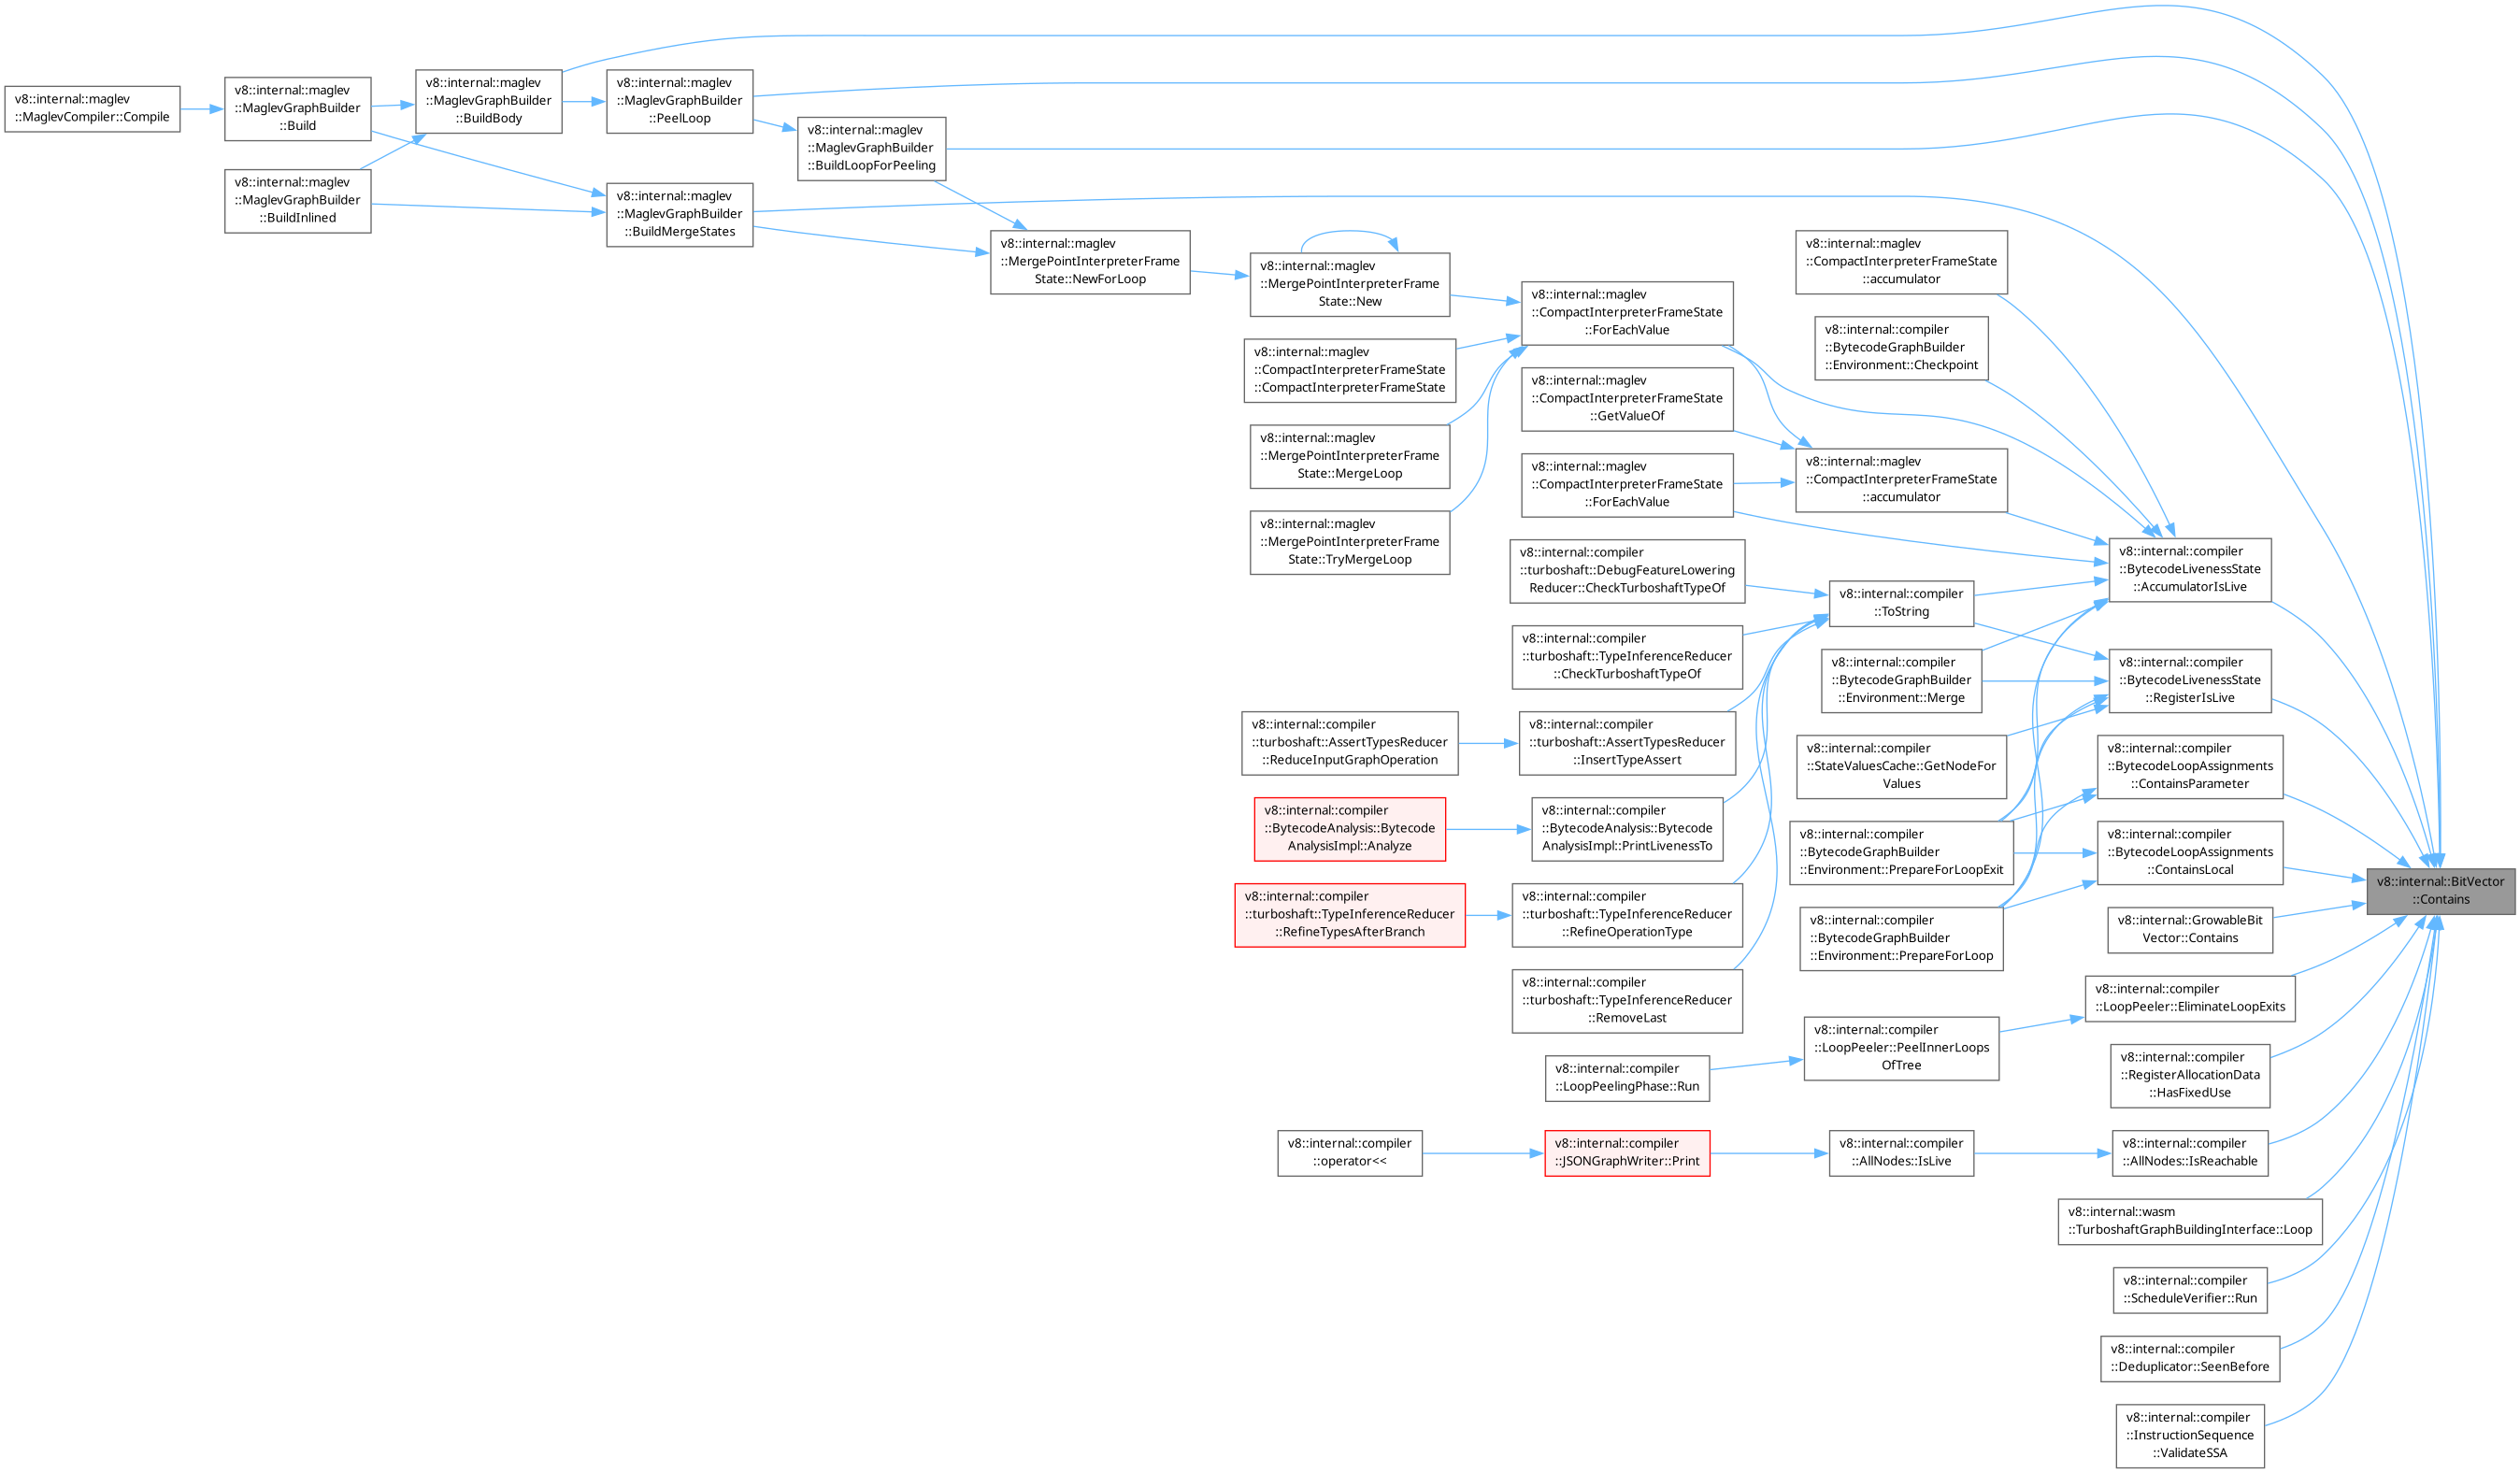 v8::internal::maglev
::MaglevCompiler::Compile
v8::internal::maglev
::MaglevGraphBuilder
::Build
v8::internal::maglev
::MaglevGraphBuilder
::BuildInlined
v8::internal::maglev
::MaglevGraphBuilder
::BuildBody
v8::internal::maglev
::MaglevGraphBuilder
::PeelLoop
v8::internal::maglev
::MaglevGraphBuilder
::BuildMergeStates
v8::internal::maglev
::MaglevGraphBuilder
::BuildLoopForPeeling
v8::internal::maglev
::MergePointInterpreterFrame
State::NewForLoop
v8::internal::maglev
::MergePointInterpreterFrame
State::New
v8::internal::maglev
::CompactInterpreterFrameState
::CompactInterpreterFrameState
v8::internal::maglev
::MergePointInterpreterFrame
State::MergeLoop
v8::internal::maglev
::MergePointInterpreterFrame
State::TryMergeLoop
v8::internal::compiler
::turboshaft::AssertTypesReducer
::ReduceInputGraphOperation
v8::internal::compiler
::BytecodeAnalysis::Bytecode
AnalysisImpl::Analyze
v8::internal::compiler
::turboshaft::TypeInferenceReducer
::RefineTypesAfterBranch
v8::internal::compiler
::operator<<
v8::internal::maglev
::CompactInterpreterFrameState
::ForEachValue
v8::internal::maglev
::CompactInterpreterFrameState
::GetValueOf
v8::internal::maglev
::CompactInterpreterFrameState
::ForEachValue
v8::internal::compiler
::turboshaft::DebugFeatureLowering
Reducer::CheckTurboshaftTypeOf
v8::internal::compiler
::turboshaft::TypeInferenceReducer
::CheckTurboshaftTypeOf
v8::internal::compiler
::turboshaft::AssertTypesReducer
::InsertTypeAssert
v8::internal::compiler
::BytecodeAnalysis::Bytecode
AnalysisImpl::PrintLivenessTo
v8::internal::compiler
::turboshaft::TypeInferenceReducer
::RefineOperationType
v8::internal::compiler
::turboshaft::TypeInferenceReducer
::RemoveLast
v8::internal::compiler
::LoopPeelingPhase::Run
v8::internal::compiler
::JSONGraphWriter::Print
v8::internal::maglev
::CompactInterpreterFrameState
::accumulator
v8::internal::compiler
::BytecodeGraphBuilder
::Environment::Checkpoint
v8::internal::maglev
::CompactInterpreterFrameState
::accumulator
v8::internal::compiler
::ToString
v8::internal::compiler
::BytecodeGraphBuilder
::Environment::Merge
v8::internal::compiler
::StateValuesCache::GetNodeFor
Values
v8::internal::compiler
::BytecodeGraphBuilder
::Environment::PrepareForLoopExit
v8::internal::compiler
::BytecodeGraphBuilder
::Environment::PrepareForLoop
v8::internal::compiler
::LoopPeeler::PeelInnerLoops
OfTree
v8::internal::compiler
::AllNodes::IsLive
v8::internal::compiler
::BytecodeLivenessState
::AccumulatorIsLive
v8::internal::compiler
::BytecodeLivenessState
::RegisterIsLive
v8::internal::compiler
::BytecodeLoopAssignments
::ContainsParameter
v8::internal::compiler
::BytecodeLoopAssignments
::ContainsLocal
v8::internal::GrowableBit
Vector::Contains
v8::internal::compiler
::LoopPeeler::EliminateLoopExits
v8::internal::compiler
::RegisterAllocationData
::HasFixedUse
v8::internal::compiler
::AllNodes::IsReachable
v8::internal::wasm
::TurboshaftGraphBuildingInterface::Loop
v8::internal::compiler
::ScheduleVerifier::Run
v8::internal::compiler
::Deduplicator::SeenBefore
v8::internal::compiler
::InstructionSequence
::ValidateSSA
v8::internal::BitVector
::Contains